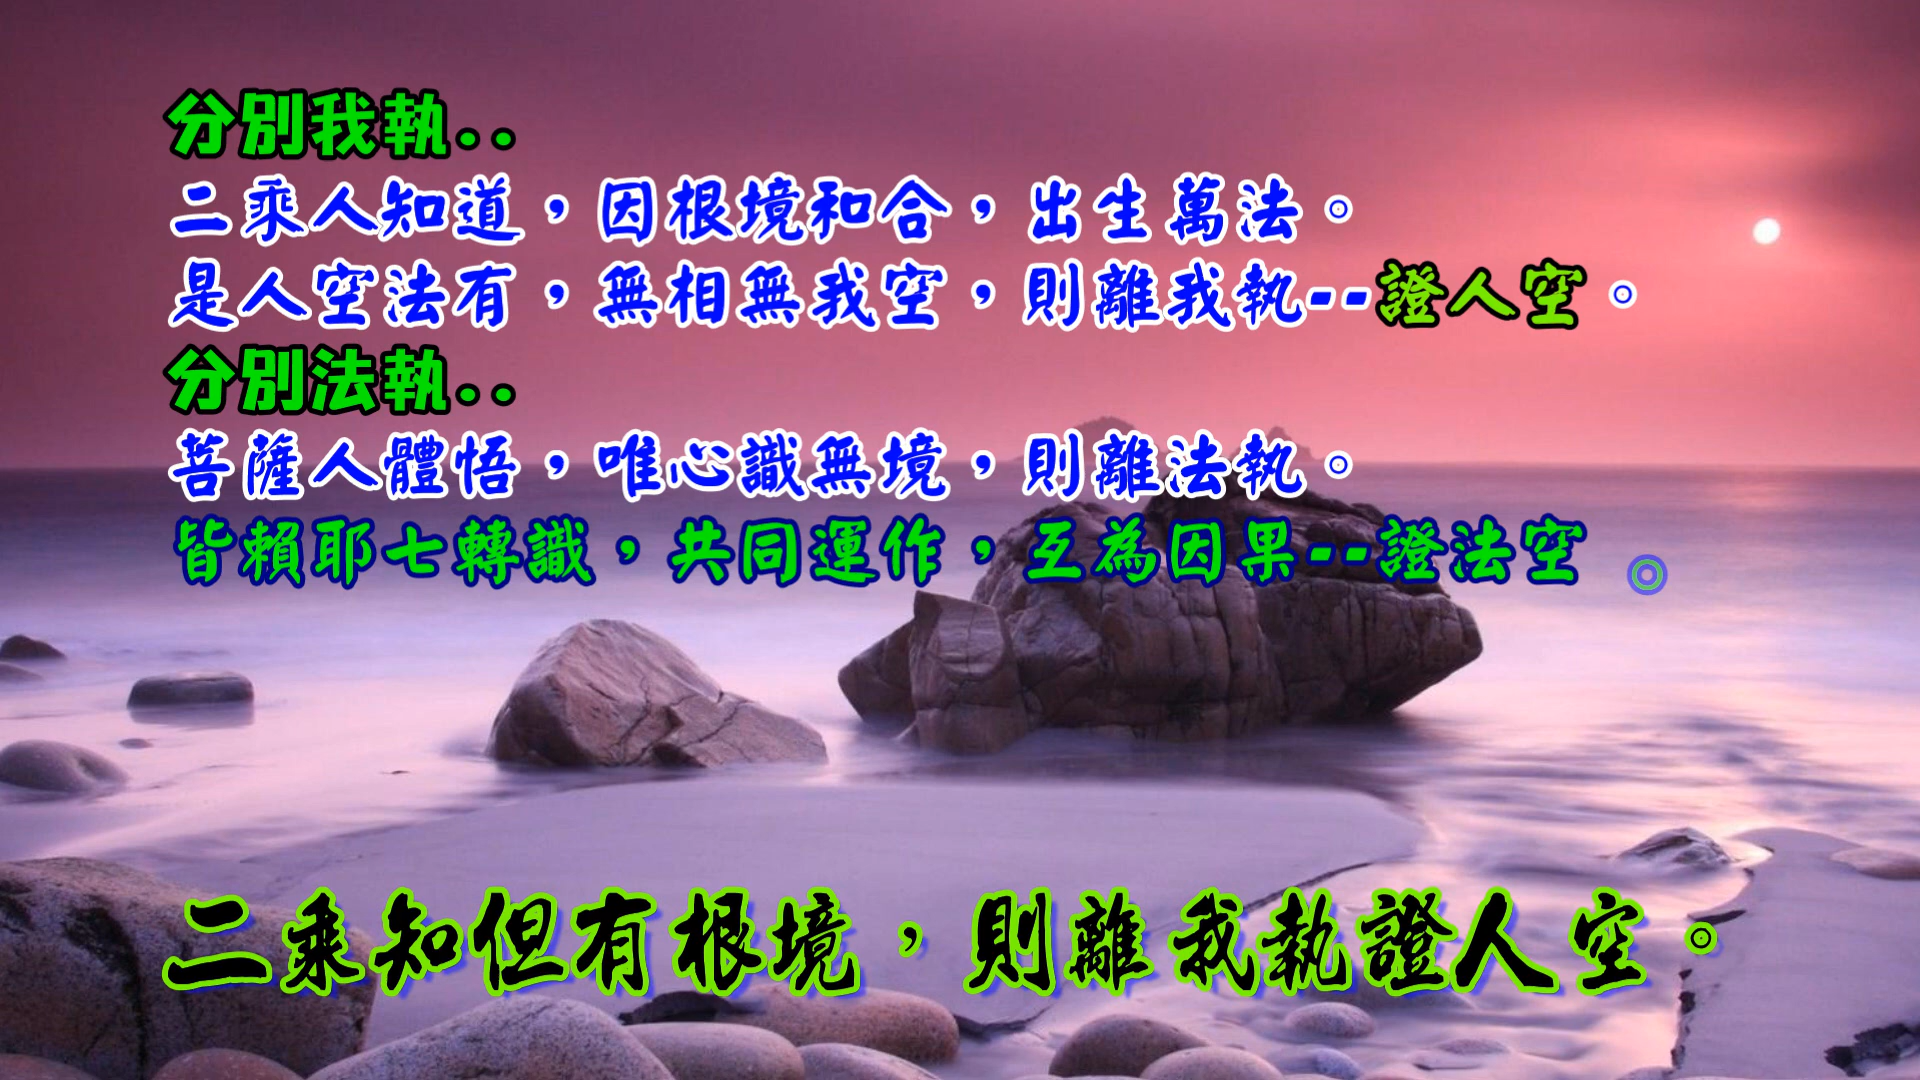 分別我執..
二乘人知道，因根境和合，出生萬法。
是人空法有，無相無我空，則離我執--證人空。
分別法執..
菩薩人體悟，唯心識無境，則離法執。
皆賴耶七轉識，共同運作，互為因果--證法空。
二乘知但有根境，則離我執證人空。